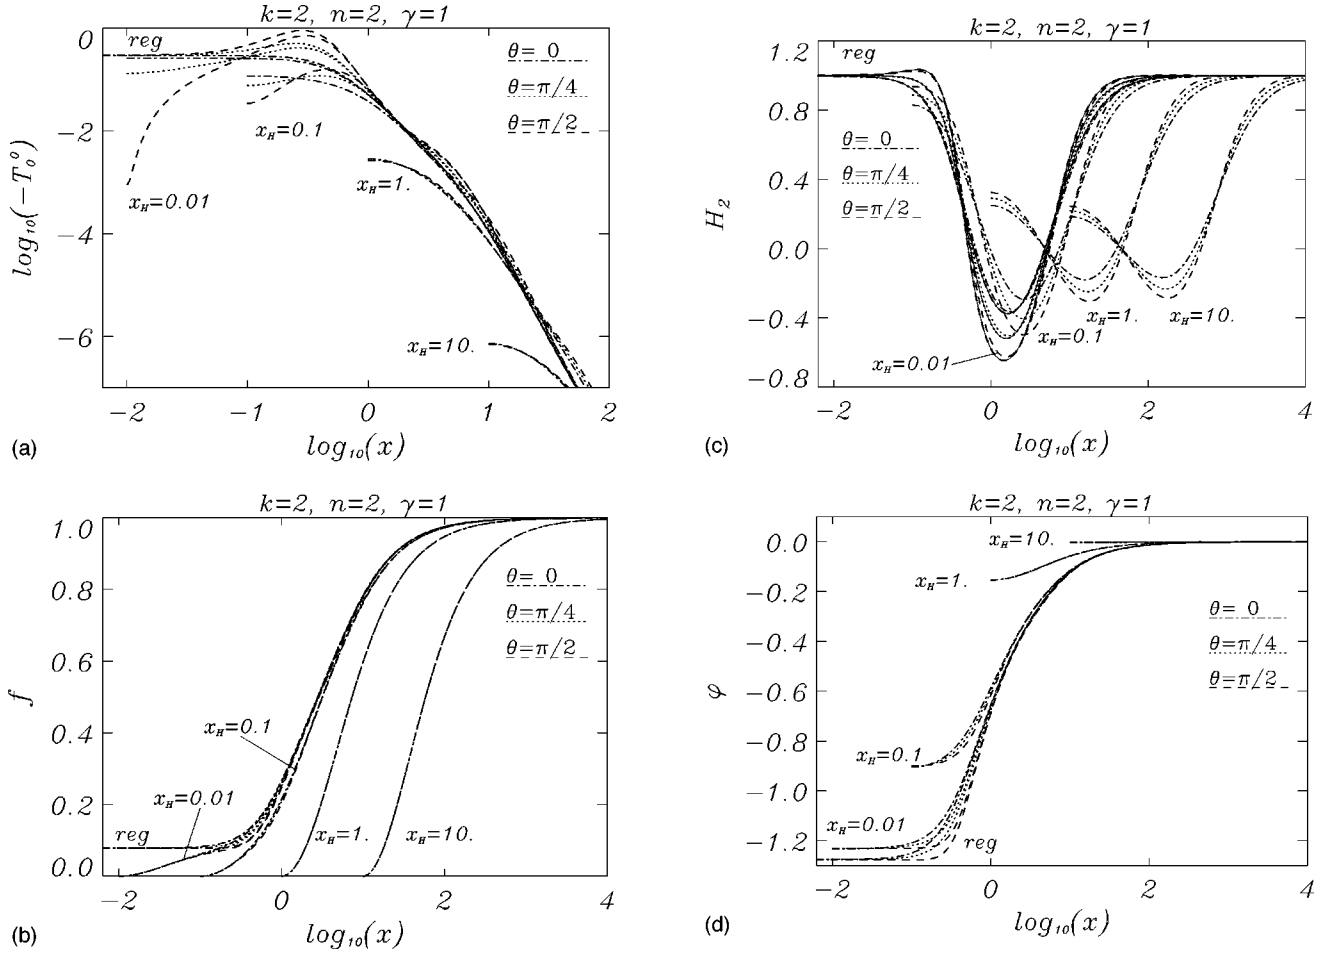 k=2, n=2, γ=1
0
-2
-4
-6
log₁₀(-T₀⁰)
reg
θ= 0
θ=π/4
θ=π/2
x_H=0.1
x_H=0.01
x_H=1.
x_H=10.
-2 -1 0 1 2
log₁₀(x)
(a)
k=2, n=2, γ=1
1.2
0.8
0.4
0.0
-0.4
-0.8
H₂
reg
θ= 0
θ=π/4
θ=π/2
x_H=1.
x_H=10.
x_H=0.1
x_H=0.01
-2 0 2 4
log₁₀(x)
(c)
k=2, n=2, γ=1
1.0
0.8
0.6
0.4
0.2
0.0
f
θ= 0
θ=π/4
θ=π/2
x_H=0.1
x_H=0.01
reg
x_H=1.
x_H=10.
-2 0 2 4
log₁₀(x)
(b)
k=2, n=2, γ=1
0.0
-0.2
-0.4
-0.6
-0.8
-1.0
-1.2
φ
x_H=10.
x_H=1.
θ= 0
θ=π/4
θ=π/2
x_H=0.1
x_H=0.01
reg
-2 0 2 4
log₁₀(x)
(d)